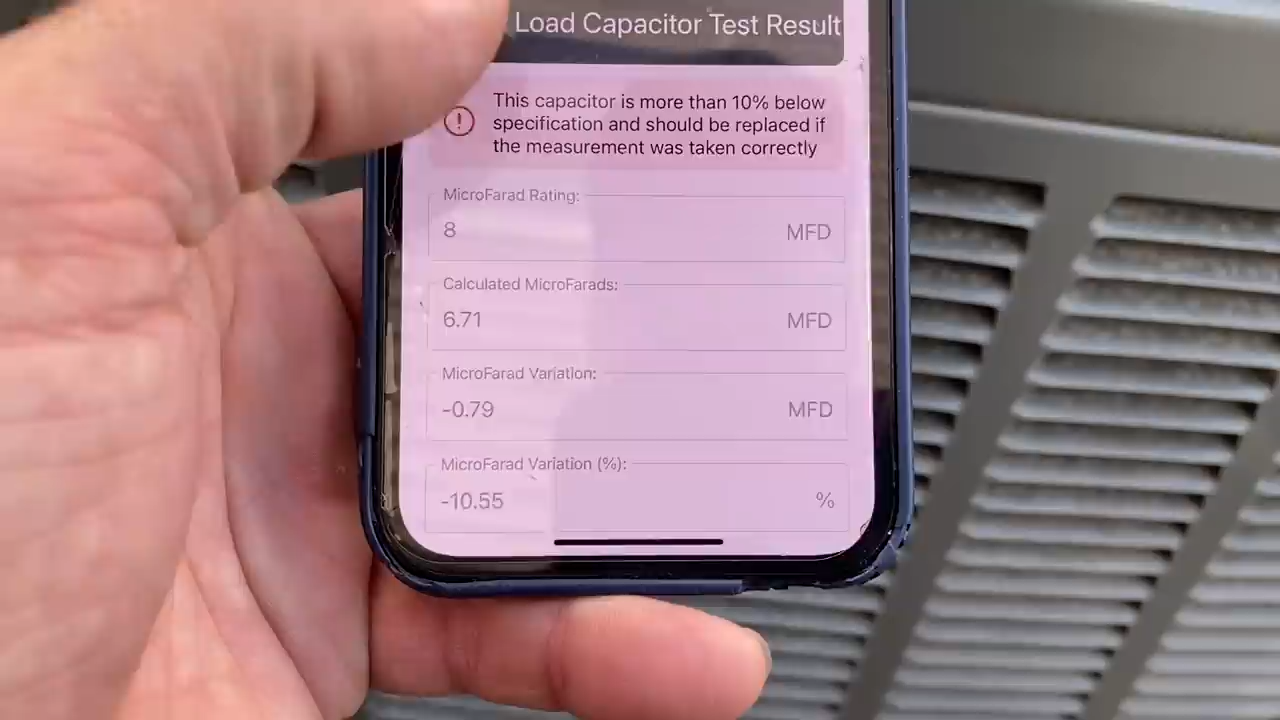 Load Capacitor Test Result
This capacitor is more than 10% below
specification and should be replaced if
the measurement was taken correctly
MicroFarad Rating:
8 MFD
Calculated MicroFarads:
6.71 MFD
MicroFarad Variation:
-0.79 MFD
MicroFarad Variation (%):
-10.55 %